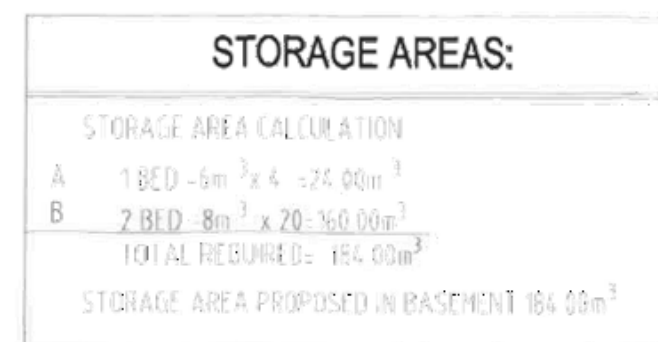 STORAGE AREAS:
STORAGE AREA CALCULATION
A 1 BED -6m³ x 4 =24.00m³
B 2 BED =8m³ x 20=160.00m³
TOTAL REQUIRED= 184.00m³
STORAGE AREA PROPOSED IN BASEMENT 184.00m³